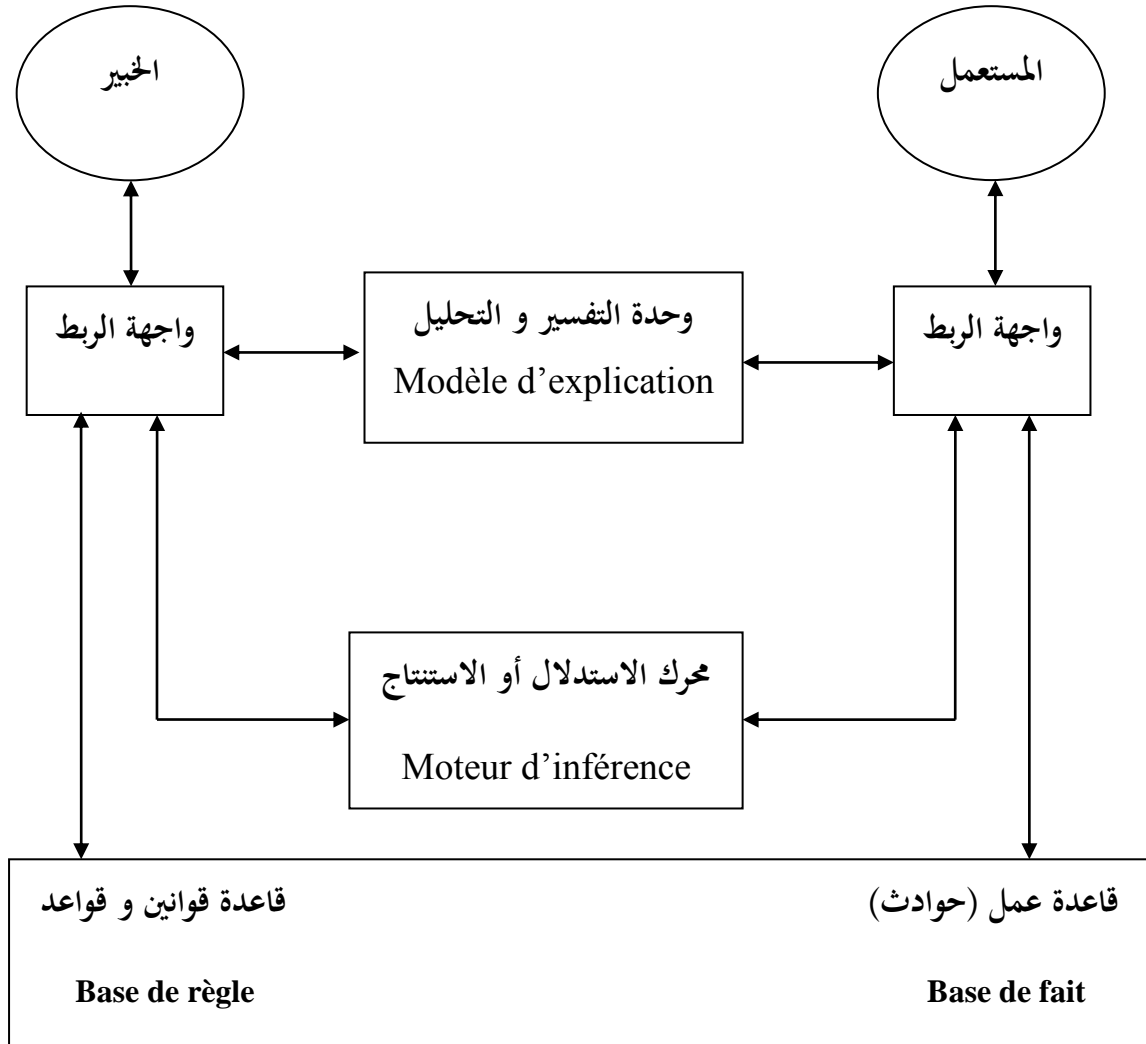 المستعمل
الخبير
واجهة الربط
وحدة التفسير و التحليل
Modèle d’explication
واجهة الربط
محرك الاستدلال أو الاستنتاج
Moteur d’inférence
قاعدة عمل (حوادث)
Base de fait
قاعدة قوانين و قواعد
Base de règle